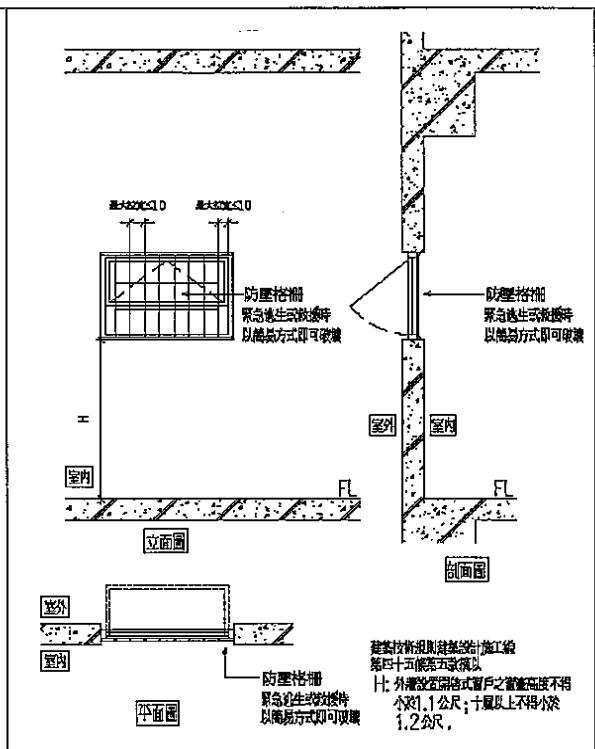 最大縫隙≤10 最大縫隙≤10
防墜格柵
緊急逃生或救援時
以簡易方式即可破壞
防墜格柵
緊急逃生或救援時
以簡易方式即可破壞
H
室外 室內
室內
FL FL
立面圖
剖面圖
室外
室內
防墜格柵
緊急逃生或救援時
以簡易方式即可破壞
平面圖
建築技術規則建築設計施工編
第四十五條第五款規以
H: 外牆設置開啓式窗戶之窗臺高度不得
小於1.1公尺；十層以上不得小於
1.2公尺。